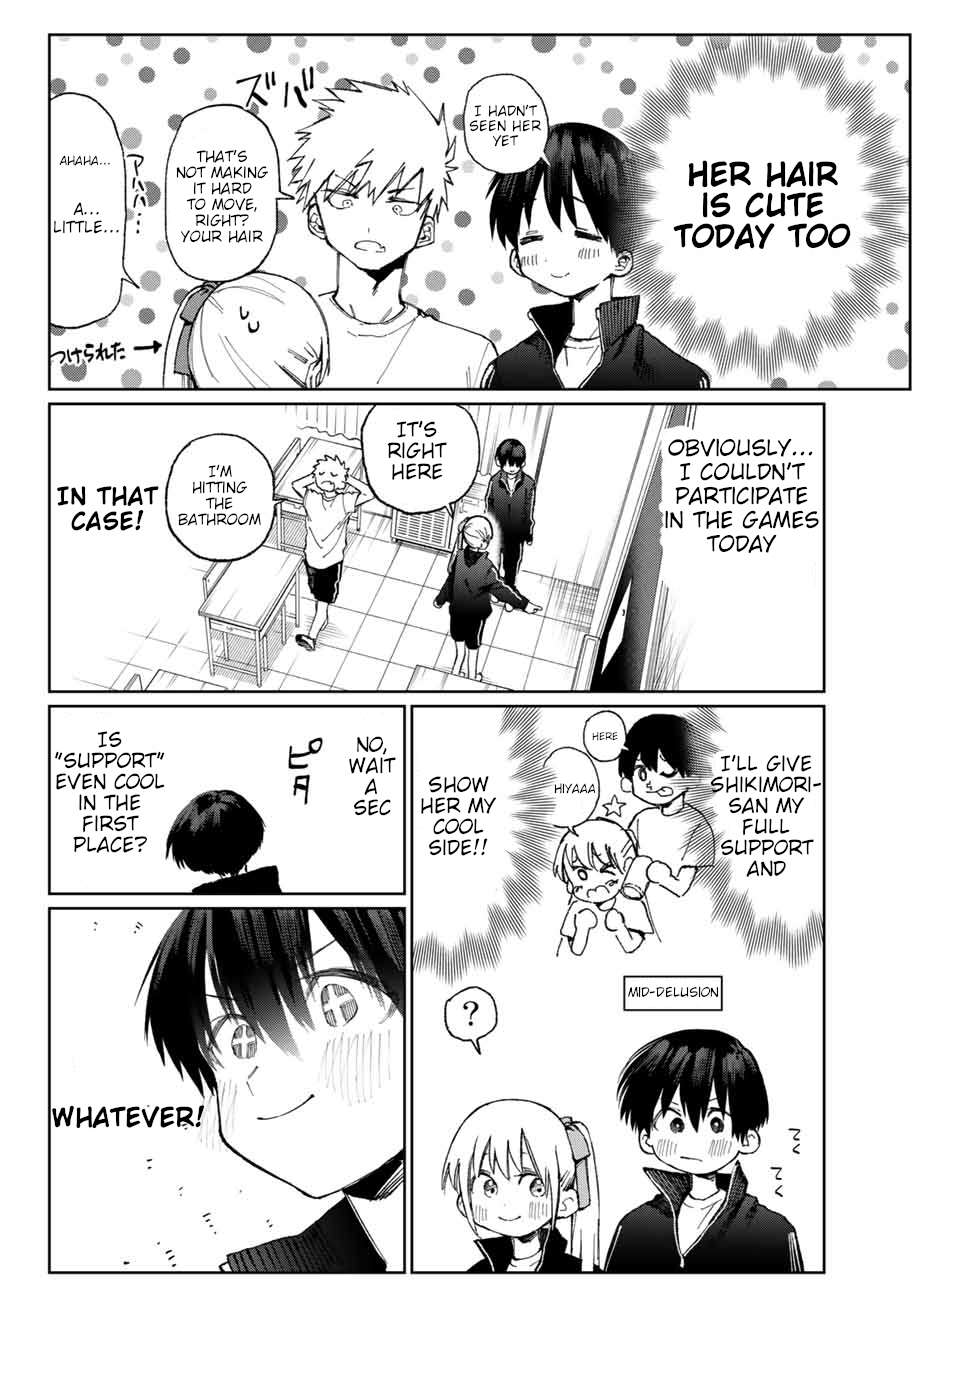 HER HAIR
IS CUTE
TODAY TOO
I HADN'T
SEEN HER
YET
ズバ
THAT'S
NOT MAKING
IT HARD
TO MOVE,
RIGHT?
YOUR HAIR
アハハ…
AHAHA...
A...
LITTLE...
つけられた→
OBVIOUSLY...
I COULDN'T
PARTICIPATE
IN THE GAMES
TODAY
IT'S
RIGHT
HERE
I'M
HITTING
THE
BATHROOM
IN THAT
CASE!
I'LL GIVE
SHIKIMORI-
SAN MY
FULL
SUPPORT
AND
HERE
HIYAAA
SHOW
HER MY
COOL
SIDE!!
MID-DELUSION
?
てく
てく
NO,
WAIT
A
SEC
ピタ
IS
"SUPPORT"
EVEN COOL
IN THE
FIRST
PLACE?
WHATEVER!